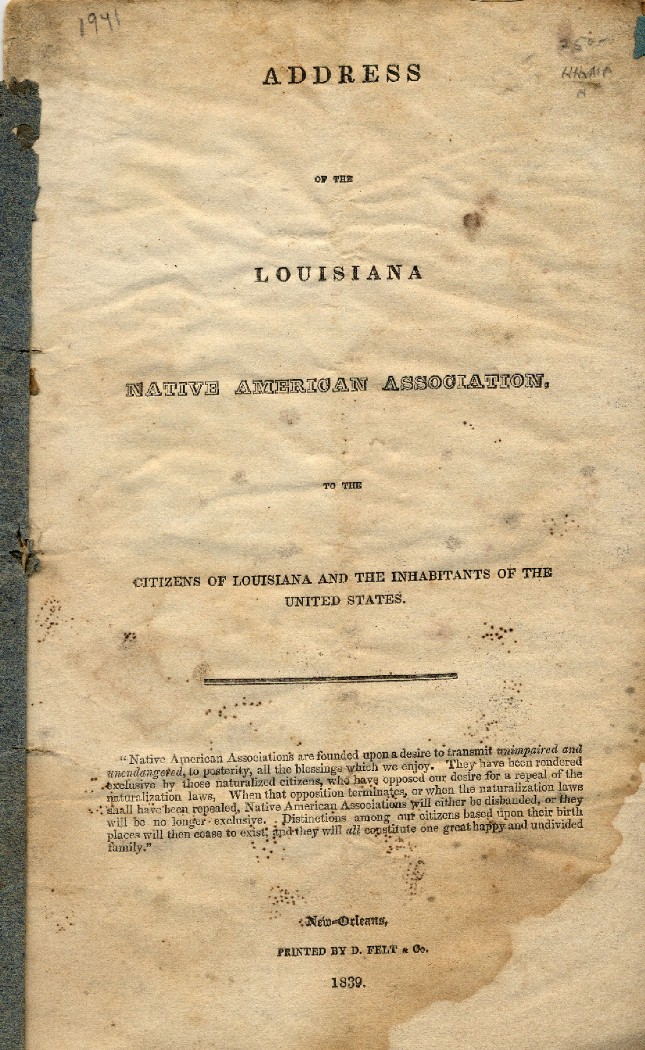 1941
250—
ADDRESS
OF THE
LOUISIANA
NATIVE AMERICAN ASSOCIATION,
TO THE
CITIZENS OF LOUISIANA AND THE INHABITANTS OF THE
UNITED STATES.
"Native American Associations are founded upon a desire to transmit unimpaired and
unendangered, to posterity, all the blessings which we enjoy. They have been rendered
exclusive by those naturalized citizens, who have opposed our desire for a repeal of the
naturalization laws, When that opposition terminates, or when the naturalization laws
shall have been repealed, Native American Associations will either be disbanded, or they
will be no longer exclusive. Distinctions among our citizens based upon their birth
places will then cease to exist, and they will all constitute one great happy and undivided
family."
New-Orleans,
PRINTED BY D. FELT & Co.
1839.